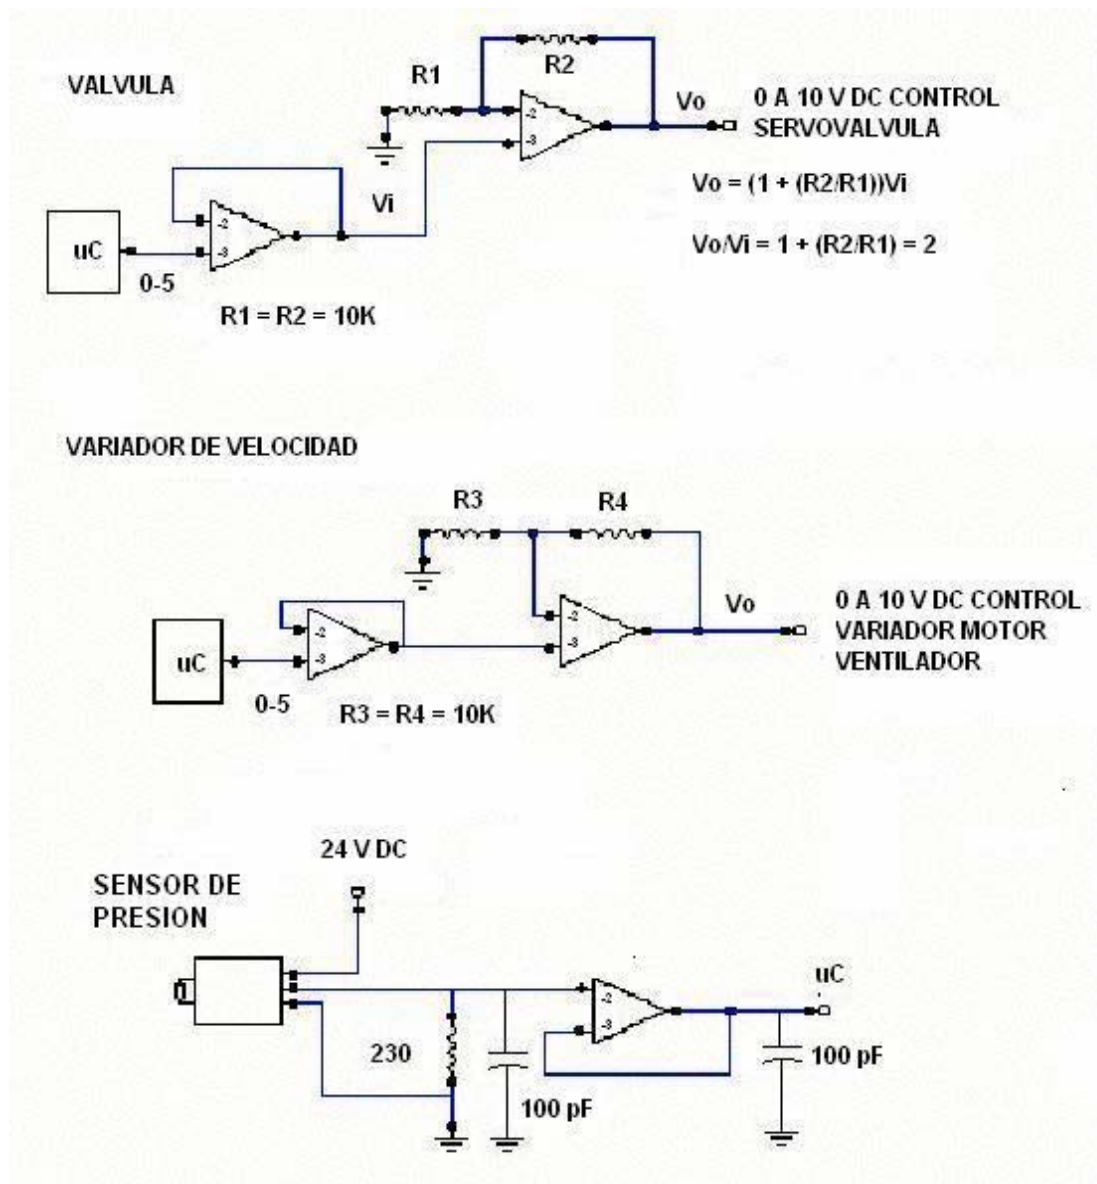 VALVULA
R1
R2
Vo
0 A 10 V DC CONTROL
SERVOVALVULA
-2
-3
Vo = (1 + (R2/R1))Vi
Vi
-2
-3
uC
0-5
Vo/Vi = 1 + (R2/R1) = 2
R1 = R2 = 10K
VARIADOR DE VELOCIDAD
R3
R4
Vo
0 A 10 V DC CONTROL
VARIADOR MOTOR
VENTILADOR
-2
-3
-2
-3
uC
0-5
R3 = R4 = 10K
24 V DC
SENSOR DE
PRESION
uC
-2
-3
230
100 pF
100 pF